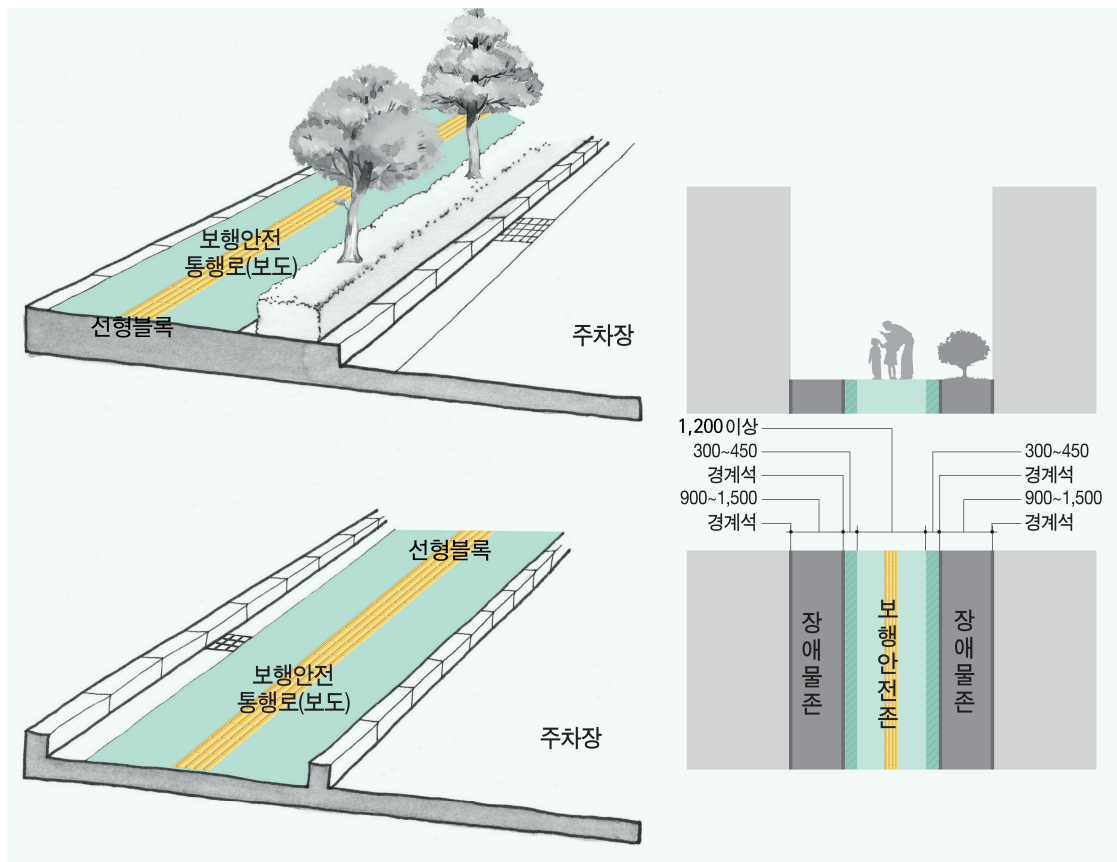 보행안전
통행로(보도)
선형블록
주차장
선형블록
보행안전
통행로(보도)
주차장
1,200 이상
300~450
경계석
900~1,500
경계석
300~450
경계석
900~1,500
경계석
장애물존
보행안전존
장애물존